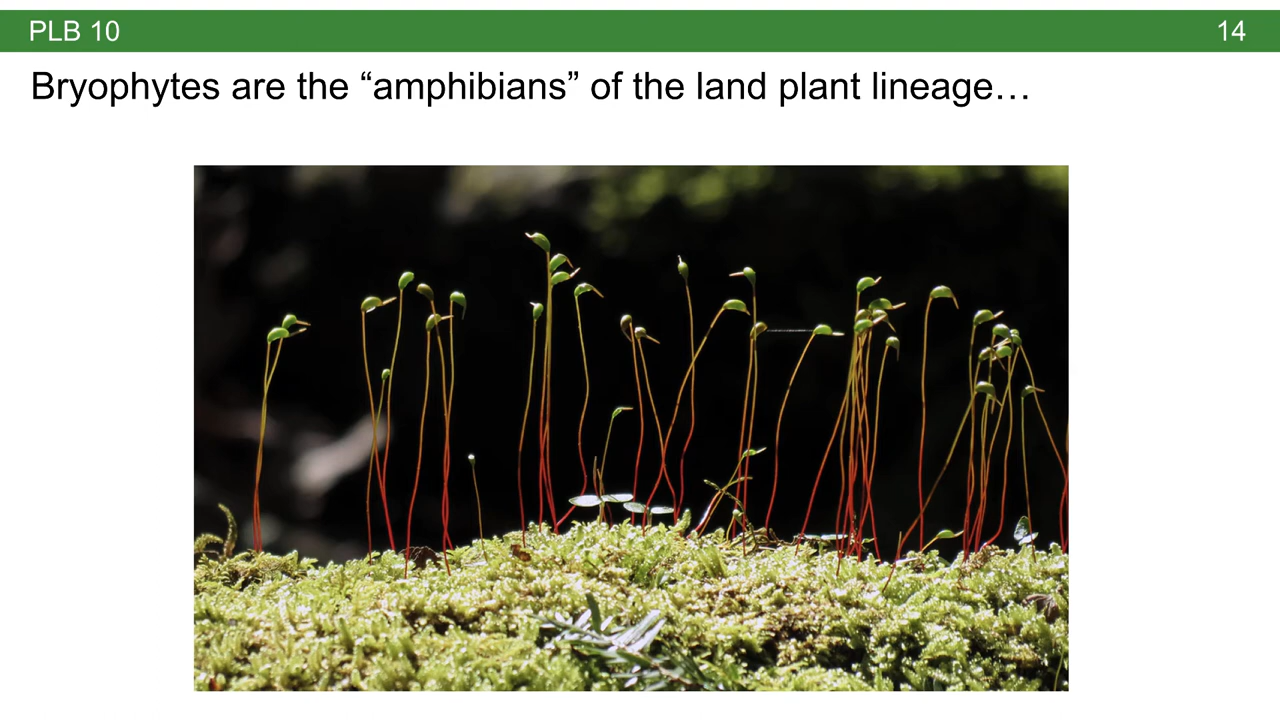 PLB 10
14
Bryophytes are the “amphibians” of the land plant lineage…